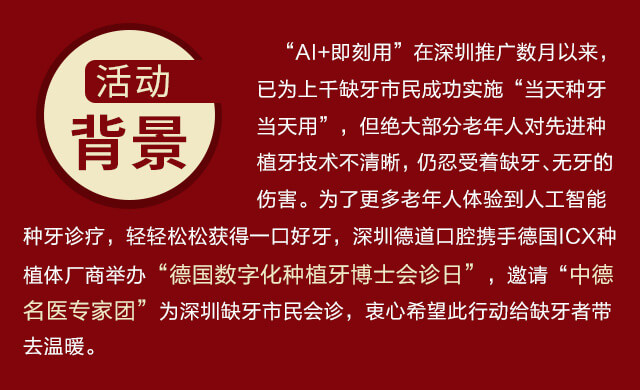 活动
背景
“AI+即刻用”在深圳推广数月以来，
已为上千缺牙市民成功实施“当天种牙
当天用”，但绝大部分老年人对先进种
植牙技术不清晰，仍忍受着缺牙、无牙的
伤害。为了更多老年人体验到人工智能
种牙诊疗，轻轻松松获得一口好牙，深圳德道口腔携手德国ICX种
植体厂商举办“德国数字化种植牙博士会诊日”，邀请“中德
名医专家团”为深圳缺牙市民会诊，衷心希望此行动给缺牙者带
去温暖。